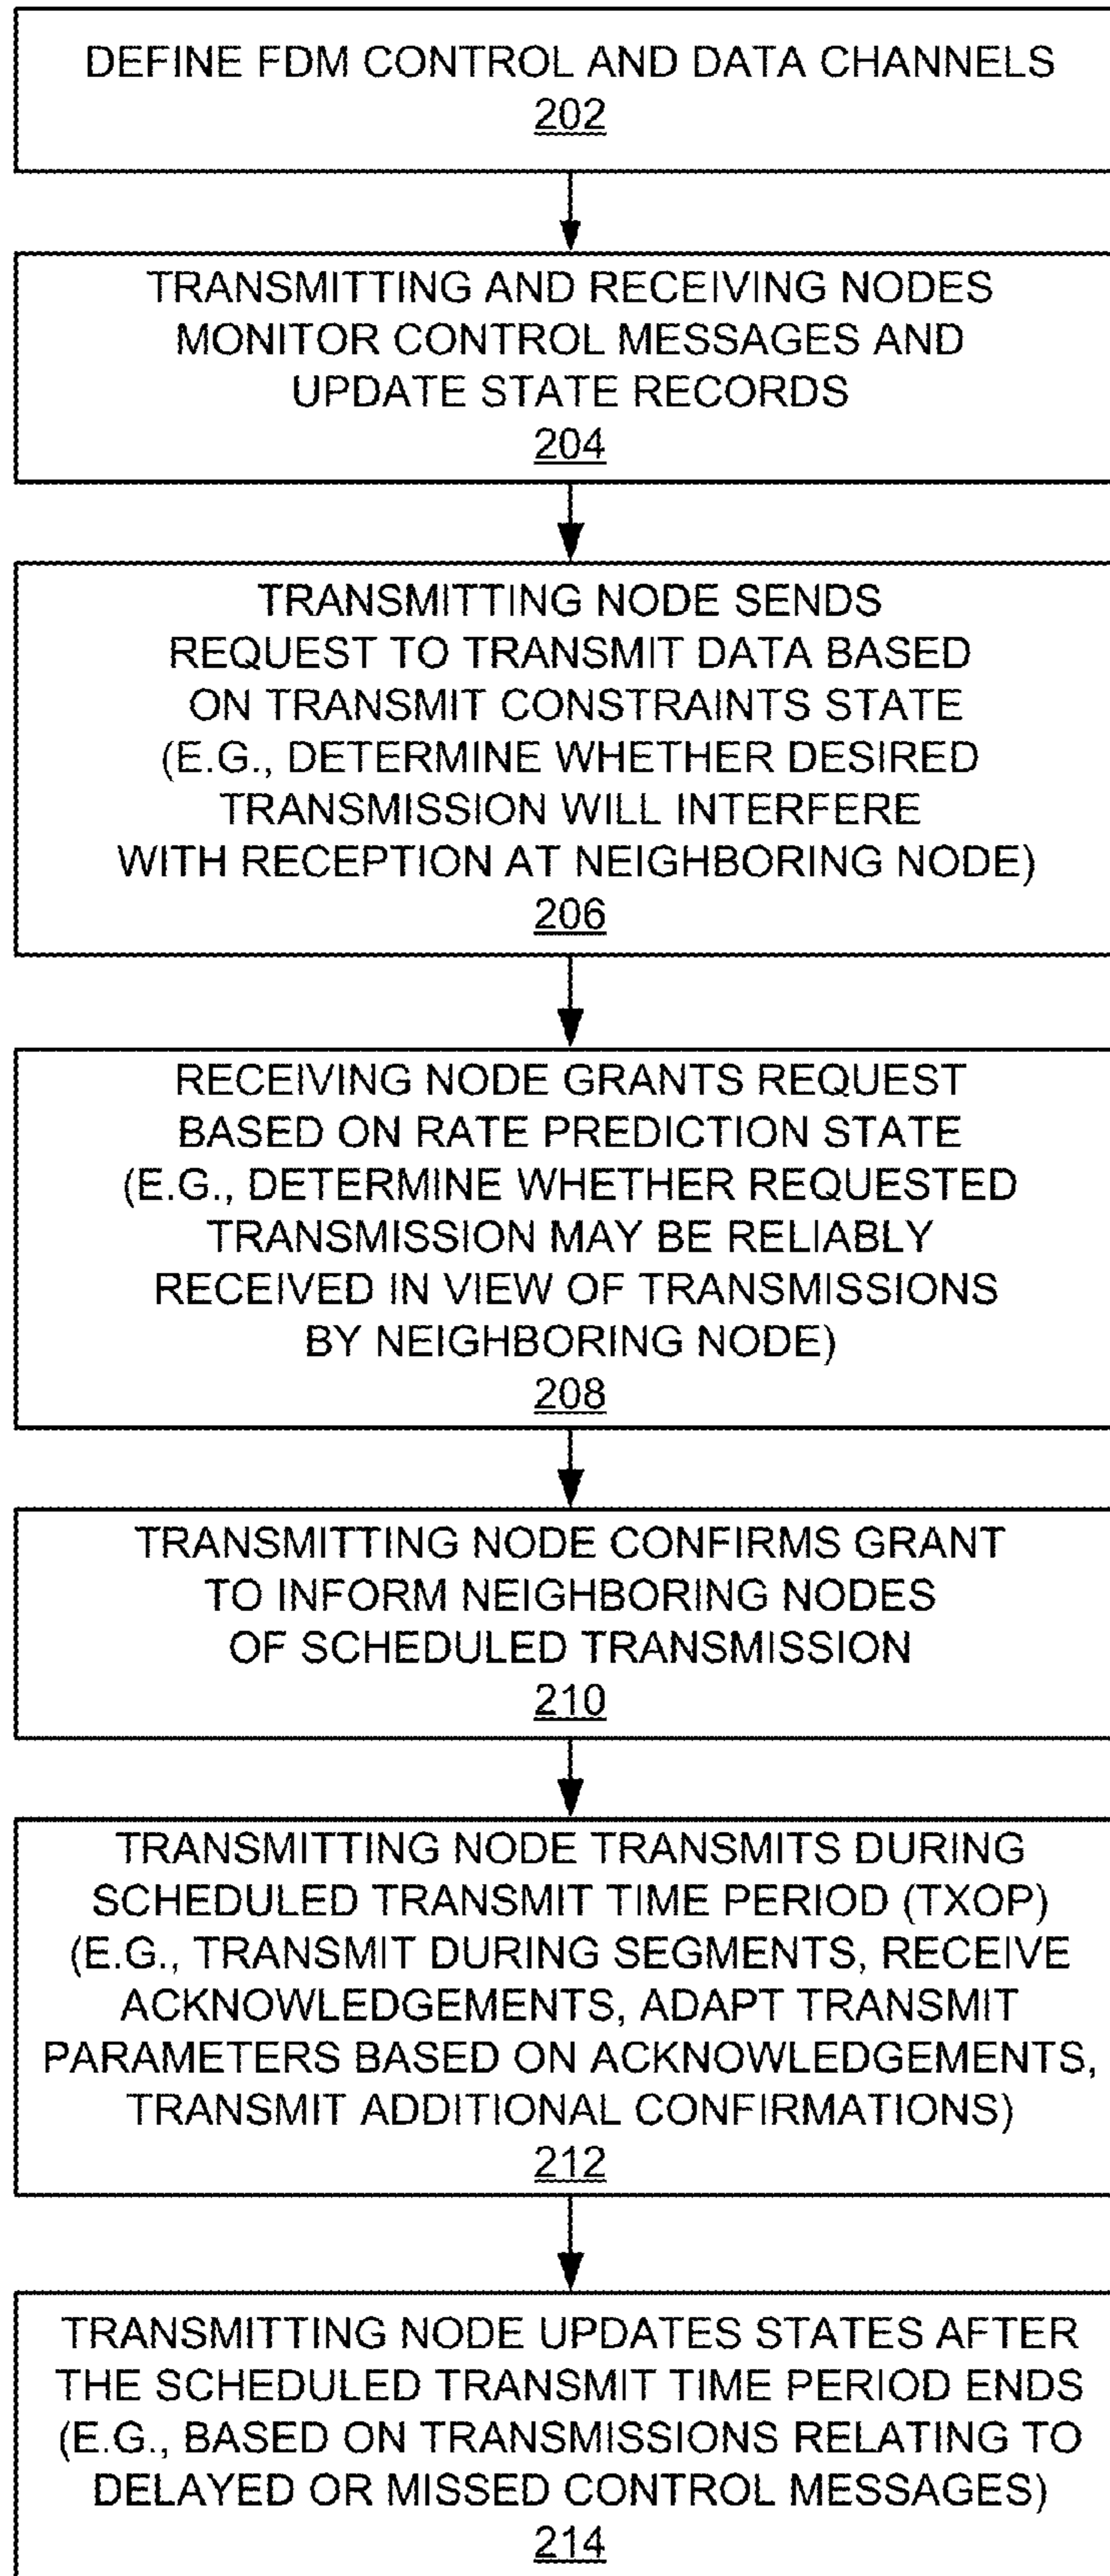 DEFINE FDM CONTROL AND DATA CHANNELS
202
TRANSMITTING AND RECEIVING NODES
MONITOR CONTROL MESSAGES AND
UPDATE STATE RECORDS
204
TRANSMITTING NODE SENDS
REQUEST TO TRANSMIT DATA BASED
ON TRANSMIT CONSTRAINTS STATE
(E.G., DETERMINE WHETHER DESIRED
TRANSMISSION WILL INTERFERE
WITH RECEPTION AT NEIGHBORING NODE)
206
RECEIVING NODE GRANTS REQUEST
BASED ON RATE PREDICTION STATE
(E.G., DETERMINE WHETHER REQUESTED
TRANSMISSION MAY BE RELIABLY
RECEIVED IN VIEW OF TRANSMISSIONS
BY NEIGHBORING NODE)
208
TRANSMITTING NODE CONFIRMS GRANT
TO INFORM NEIGHBORING NODES
OF SCHEDULED TRANSMISSION
210
TRANSMITTING NODE TRANSMITS DURING
SCHEDULED TRANSMIT TIME PERIOD (TXOP)
(E.G., TRANSMIT DURING SEGMENTS, RECEIVE
ACKNOWLEDGEMENTS, ADAPT TRANSMIT
PARAMETERS BASED ON ACKNOWLEDGEMENTS,
TRANSMIT ADDITIONAL CONFIRMATIONS)
212
TRANSMITTING NODE UPDATES STATES AFTER
THE SCHEDULED TRANSMIT TIME PERIOD ENDS
(E.G., BASED ON TRANSMISSIONS RELATING TO
DELAYED OR MISSED CONTROL MESSAGES)
214